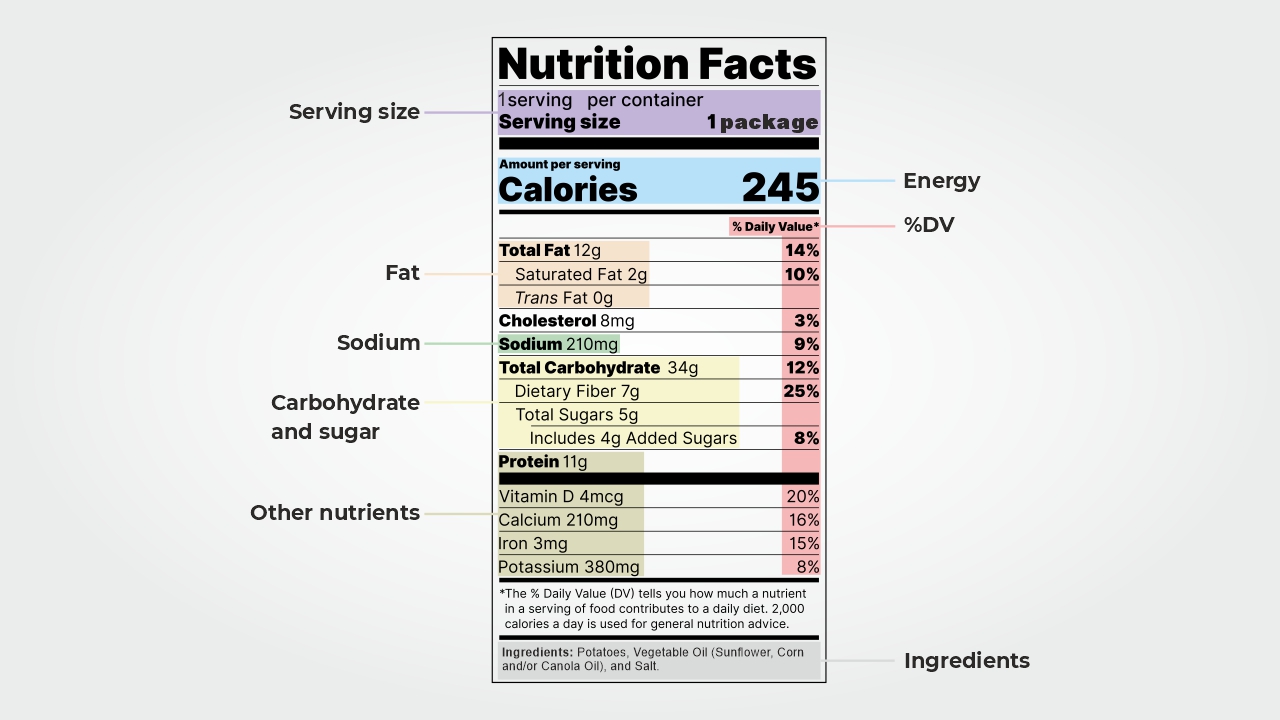 Nutrition Facts
1serving per container
Serving size 1 package
Serving size
Amount per serving
Calories 245
Energy
% Daily Value*
%DV
Total Fat 12g 14%
Saturated Fat 2g 10%
Fat
Trans Fat 0g
Cholesterol 8mg 3%
Sodium 210mg 9%
Sodium
Total Carbohydrate 34g 12%
Dietary Fiber 7g 25%
Carbohydrate
and sugar
Total Sugars 5g
Includes 4g Added Sugars 8%
Protein 11g
Vitamin D 4mcg 20%
Other nutrients
Calcium 210mg 16%
Iron 3mg 15%
Potassium 380mg 8%
*The % Daily Value (DV) tells you how much a nutrient
in a serving of food contributes to a daily diet. 2,000
calories a day is used for general nutrition advice.
Ingredients: Potatoes, Vegetable Oil (Sunflower, Corn
and/or Canola Oil), and Salt.
Ingredients